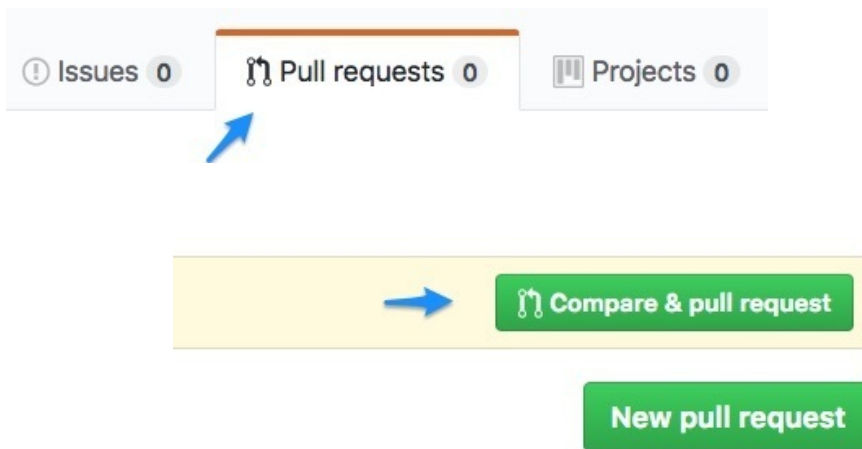 Issues 0 Pull requests 0 Projects 0
Compare & pull request
New pull request